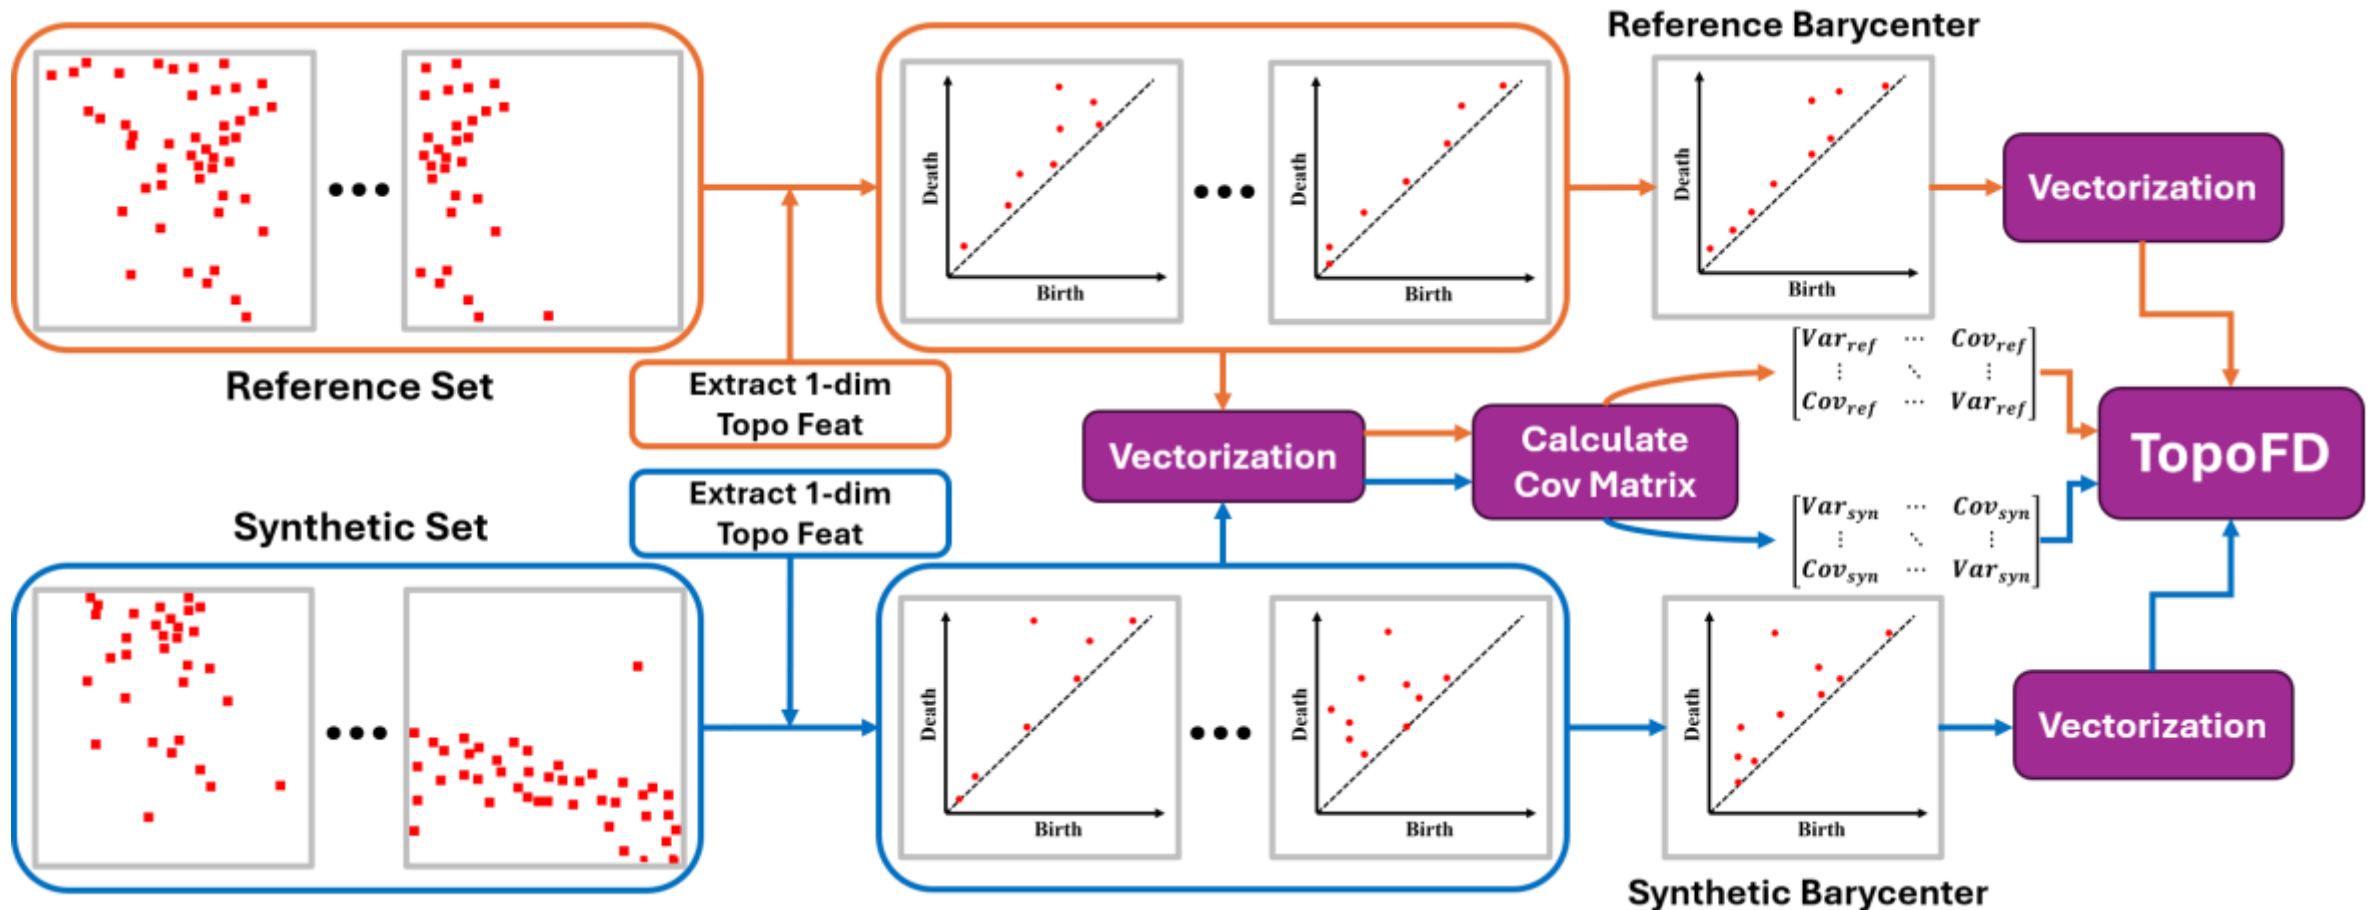 Reference Barycenter
Death
Birth
Death
Birth
Death
Birth
Vectorization
Reference Set
Extract 1-dim
Topo Feat
Var_ref ⋯ Cov_ref
⋮ ⋱ ⋮
Cov_ref ⋯ Var_ref
Vectorization
Calculate
Cov Matrix
TopoFD
Synthetic Set
Extract 1-dim
Topo Feat
Var_syn ⋯ Cov_syn
⋮ ⋱ ⋮
Cov_syn ⋯ Var_syn
Death
Birth
Death
Birth
Death
Birth
Vectorization
Synthetic Barycenter